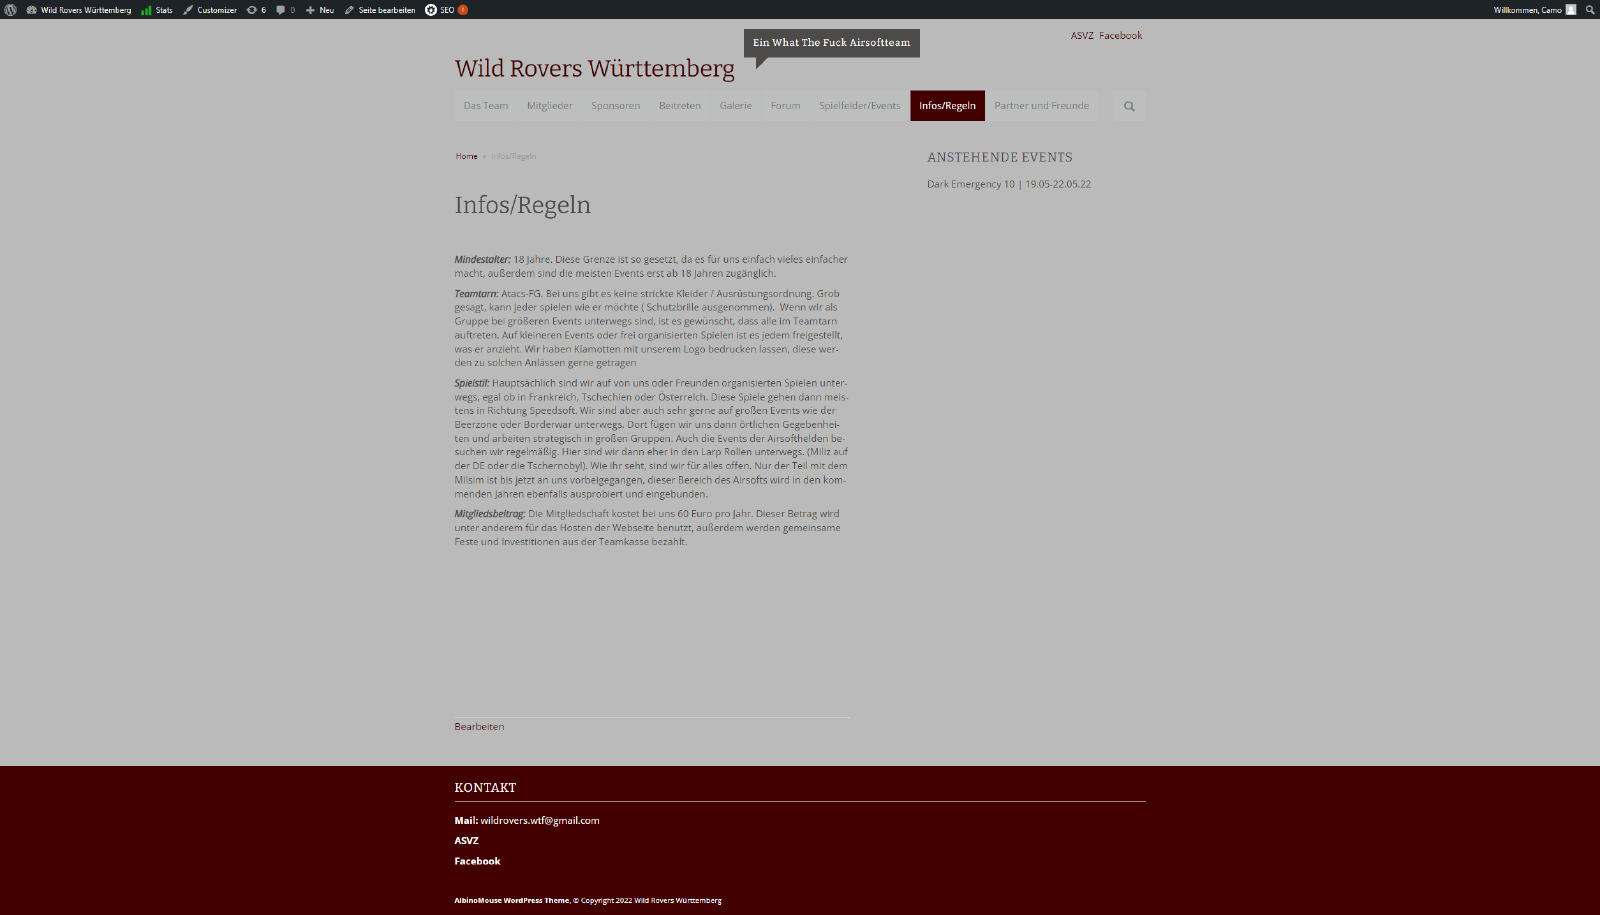 Wild Rovers Württemberg Stats Customizer 6 0 Neu Seite bearbeiten SEO ! Willkommen, Camo
ASVZ Facebook
Ein What The Fuck Airsoftteam
Wild Rovers Württemberg
Das Team Mitglieder Sponsoren Beitreten Galerie Forum Spielfelder/Events Infos/Regeln Partner und Freunde
Home » Infos/Regeln
Infos/Regeln
Mindestalter: 18 Jahre. Diese Grenze ist so gesetzt, da es für uns einfach vieles einfacher
macht, außerdem sind die meisten Events erst ab 18 Jahren zugänglich.
Teamtarn: Atacs-FG. Bei uns gibt es keine strickte Kleider / Ausrüstungsordnung. Grob
gesagt, kann jeder spielen wie er möchte ( Schutzbrille ausgenommen).  Wenn wir als
Gruppe bei größeren Events unterwegs sind, ist es gewünscht, dass alle im Teamtarn
auftreten. Auf kleineren Events oder frei organisierten Spielen ist es jedem freigestellt,
was er anzieht. Wir haben Klamotten mit unserem Logo bedrucken lassen, diese wer-
den zu solchen Anlässen gerne getragen
Spielstil: Hauptsächlich sind wir auf von uns oder Freunden organisierten Spielen unter-
wegs, egal ob in Frankreich, Tschechien oder Österreich. Diese Spiele gehen dann meis-
tens in Richtung Speedsoft. Wir sind aber auch sehr gerne auf großen Events wie der
Beerzone oder Borderwar unterwegs. Dort fügen wir uns dann örtlichen Gegebenhei-
ten und arbeiten strategisch in großen Gruppen. Auch die Events der Airsofthelden be-
suchen wir regelmäßig. Hier sind wir dann eher in den Larp Rollen unterwegs. (Miliz auf
der DE oder die Tschernobyl). Wie ihr seht, sind wir für alles offen. Nur der Teil mit dem
Milsim ist bis jetzt an uns vorbeigegangen, dieser Bereich des Airsofts wird in den kom-
menden Jahren ebenfalls ausprobiert und eingebunden.
Mitgliedsbeitrag: Die Mitgliedschaft kostet bei uns 60 Euro pro Jahr. Dieser Betrag wird
unter anderem für das Hosten der Webseite benutzt, außerdem werden gemeinsame
Feste und Investitionen aus der Teamkasse bezahlt.
Bearbeiten
ANSTEHENDE EVENTS
Dark Emergency 10 | 19.05-22.05.22
KONTAKT
Mail: wildrovers.wtf@gmail.com
ASVZ
Facebook
AlbinoMouse WordPress Theme, © Copyright 2022 Wild Rovers Württemberg